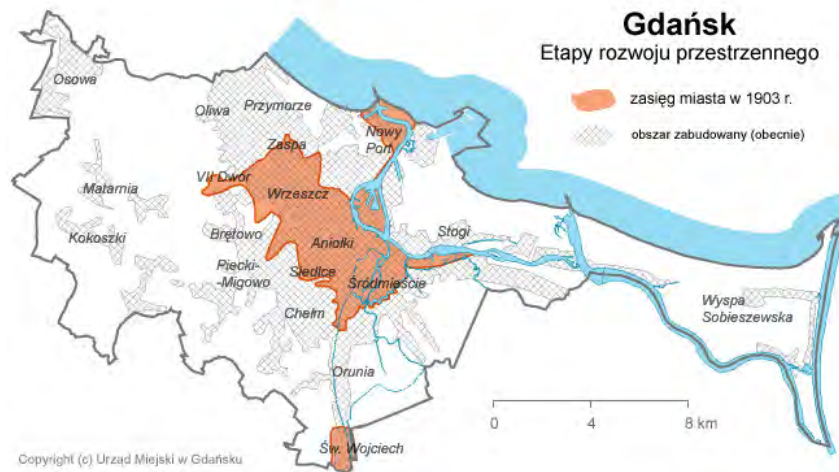 Gdańsk
Etapy rozwoju przestrzennego
zasięg miasta w 1903 r.
obszar zabudowany (obecnie)
Osowa
Oliwa
Przymorze
Nowy
Port
Zaspa
VII Dwór
Matarnia
Wrzeszcz
Kokoszki
Brętowo
Aniołki
Stogi
Piecki-
-Migowo
Siedlce
Śródmieście
Chełm
Wyspa
Sobieszewska
Orunia
0
8 km
Św. Wojciech
Copyright (c) Urząd Miejski w Gdańsku